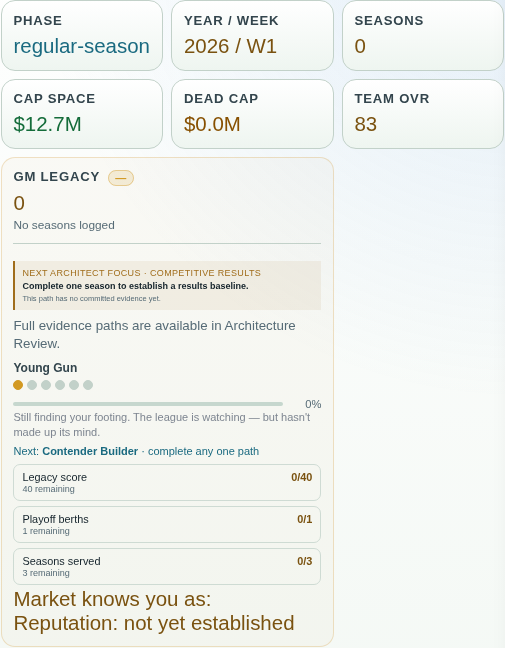 PHASE
regular-season
YEAR / WEEK
2026 / W1
SEASONS
0
CAP SPACE
$12.7M
DEAD CAP
$0.0M
TEAM OVR
83
GM LEGACY —
0
No seasons logged
NEXT ARCHITECT FOCUS · COMPETITIVE RESULTS
Complete one season to establish a results baseline.
This path has no committed evidence yet.
Full evidence paths are available in Architecture
Review.
Young Gun
0%
Still finding your footing. The league is watching — but hasn't
made up its mind.
Next: Contender Builder · complete any one path
Legacy score 0/40
40 remaining
Playoff berths 0/1
1 remaining
Seasons served 0/3
3 remaining
Market knows you as:
Reputation: not yet established